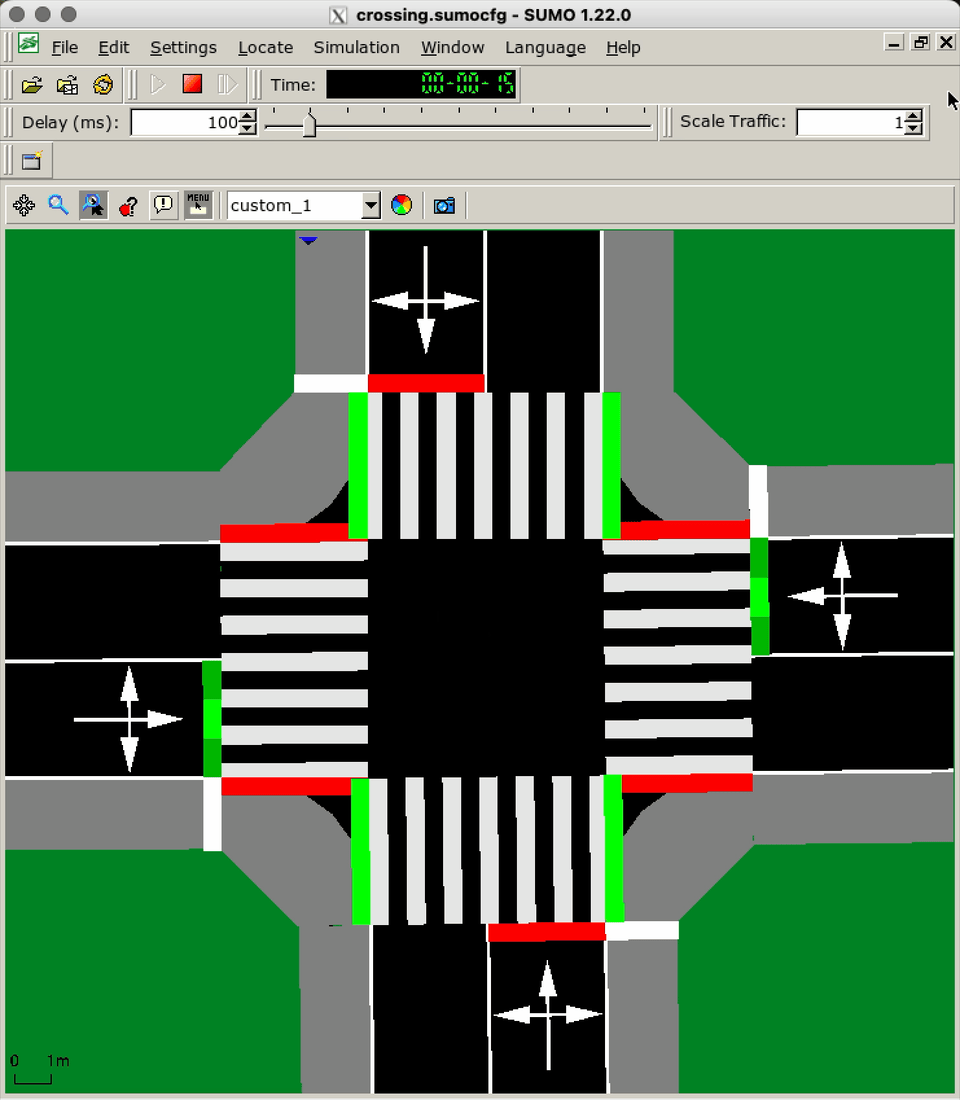 crossing.sumocfg - SUMO 1.22.0
File Edit Settings Locate Simulation Window Language Help
Time: 00-00-15
Delay (ms): 100 Scale Traffic: 1
MENU custom_1
0 1m